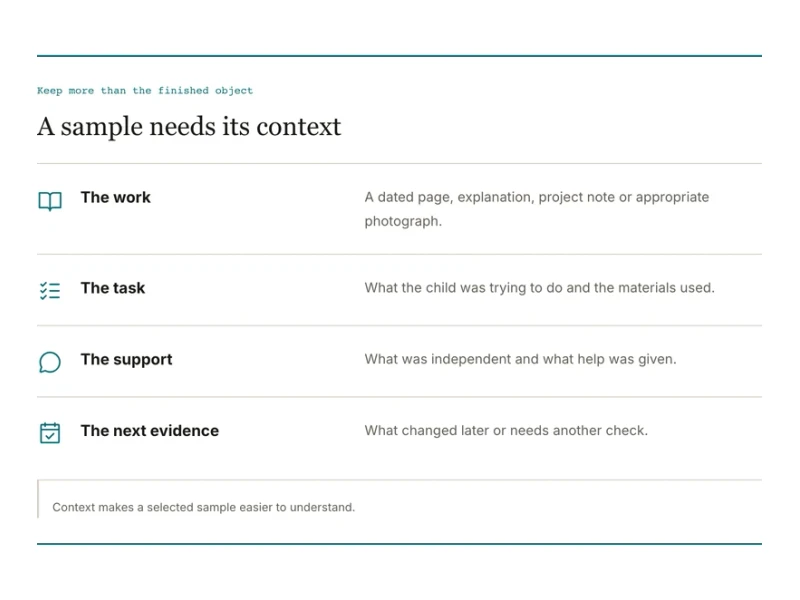 Keep more than the finished object
A sample needs its context
The work
A dated page, explanation, project note or appropriate
photograph.
The task
What the child was trying to do and the materials used.
The support
What was independent and what help was given.
The next evidence
What changed later or needs another check.
Context makes a selected sample easier to understand.